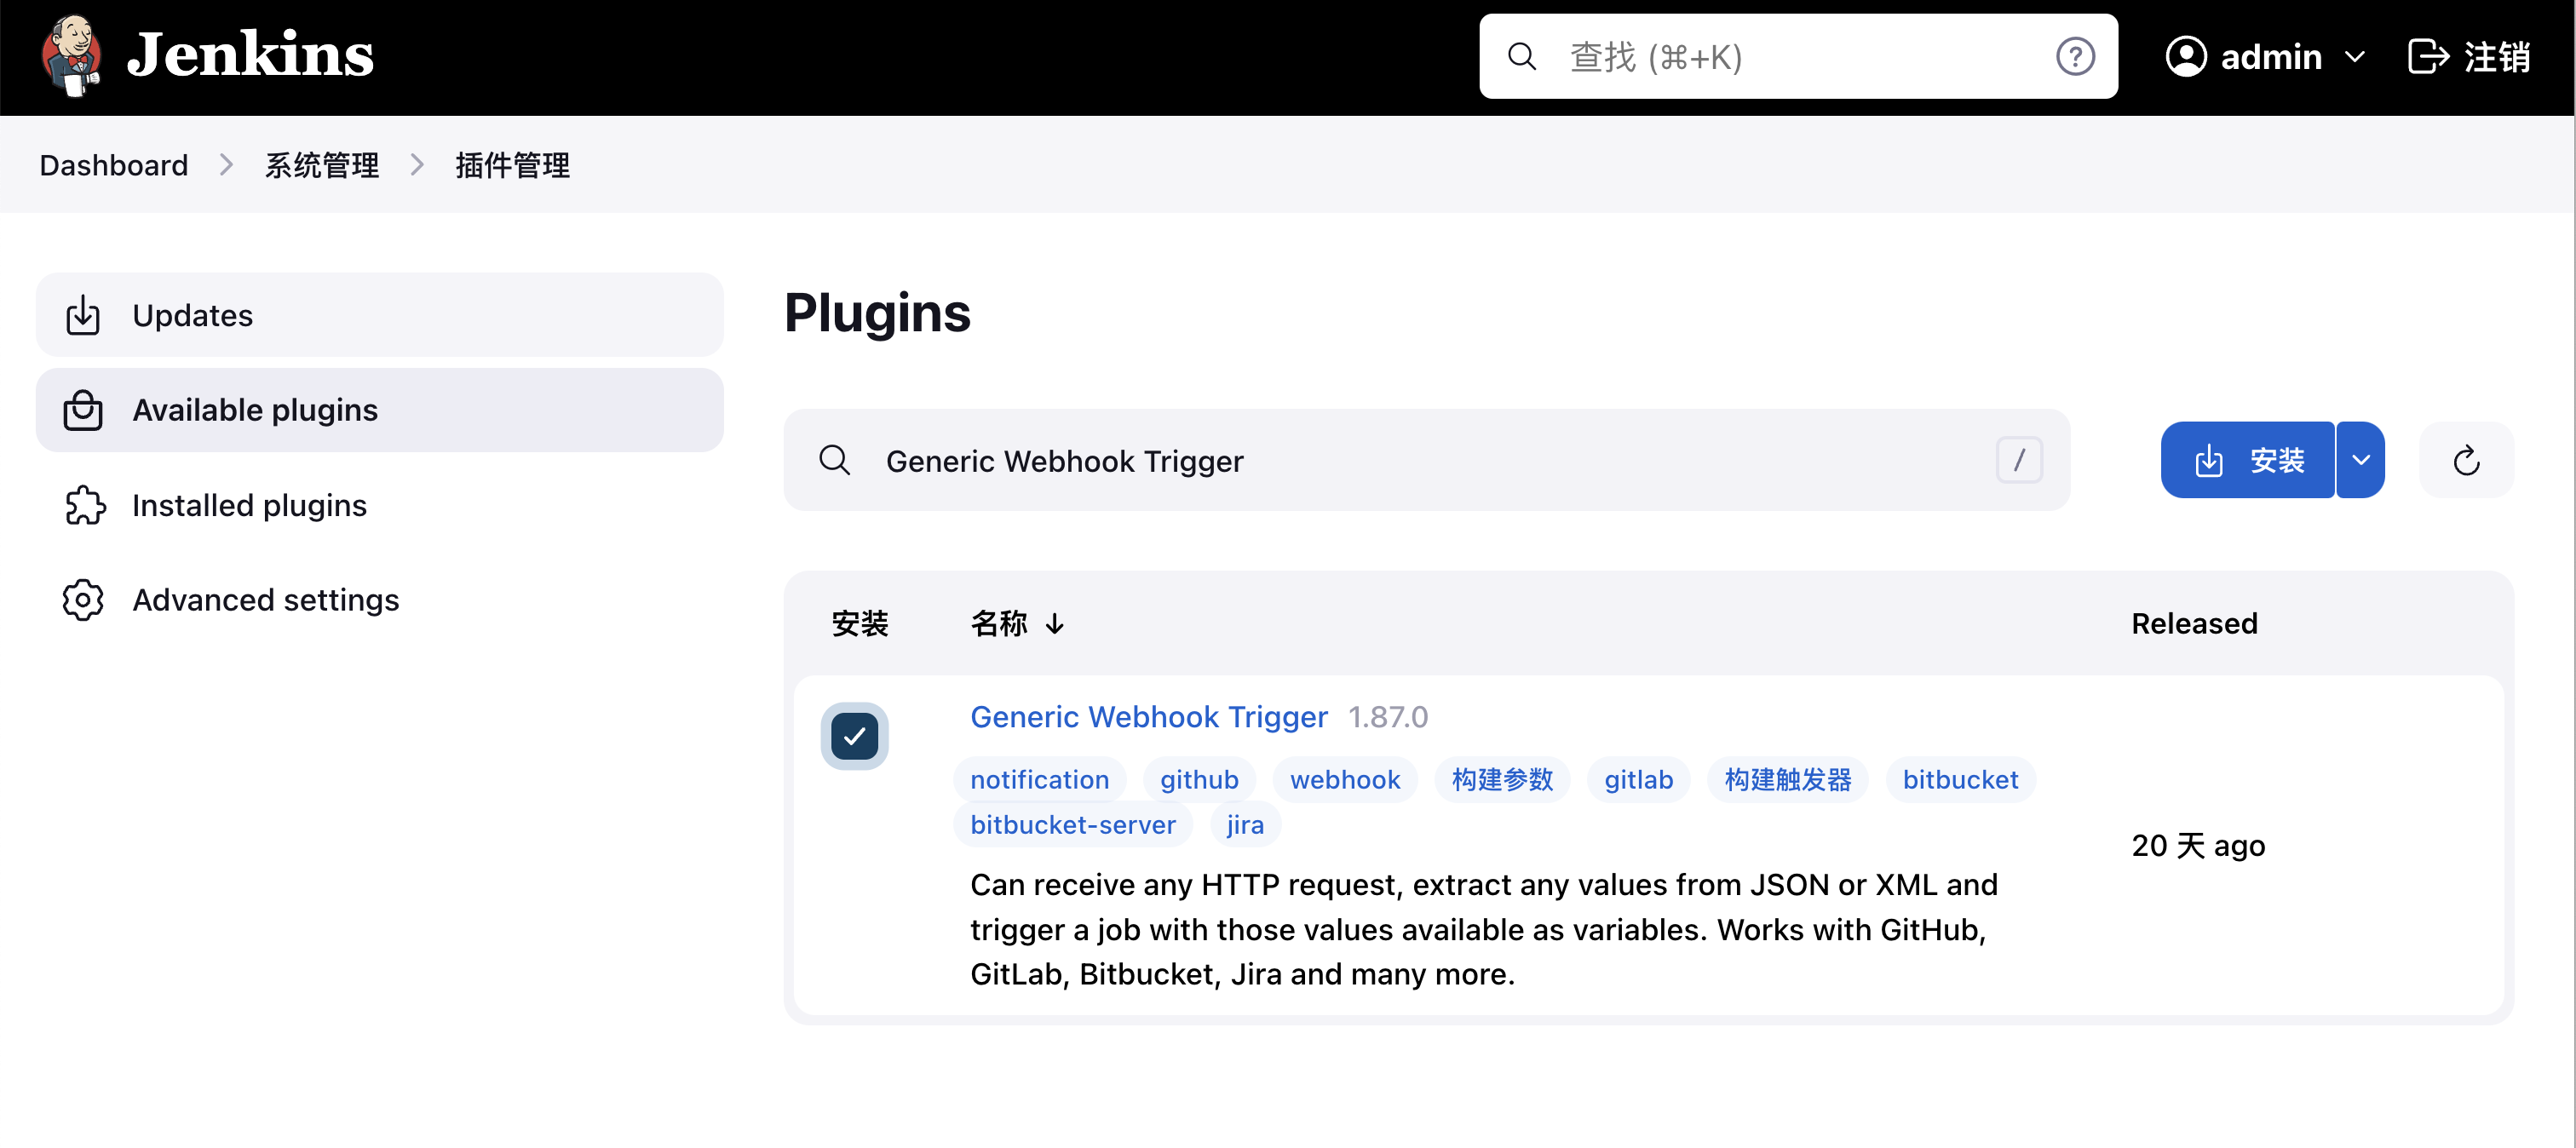 Jenkins
查找 (⌘+K)
admin
注销
Dashboard
系统管理
插件管理
Updates
Available plugins
Installed plugins
Advanced settings
Plugins
Generic Webhook Trigger
/
安装
安装 名称 ↓ Released
Generic Webhook Trigger 1.87.0
notification github webhook 构建参数 gitlab 构建触发器 bitbucket
bitbucket-server jira
Can receive any HTTP request, extract any values from JSON or XML and
trigger a job with those values available as variables. Works with GitHub,
GitLab, Bitbucket, Jira and many more.
20 天 ago